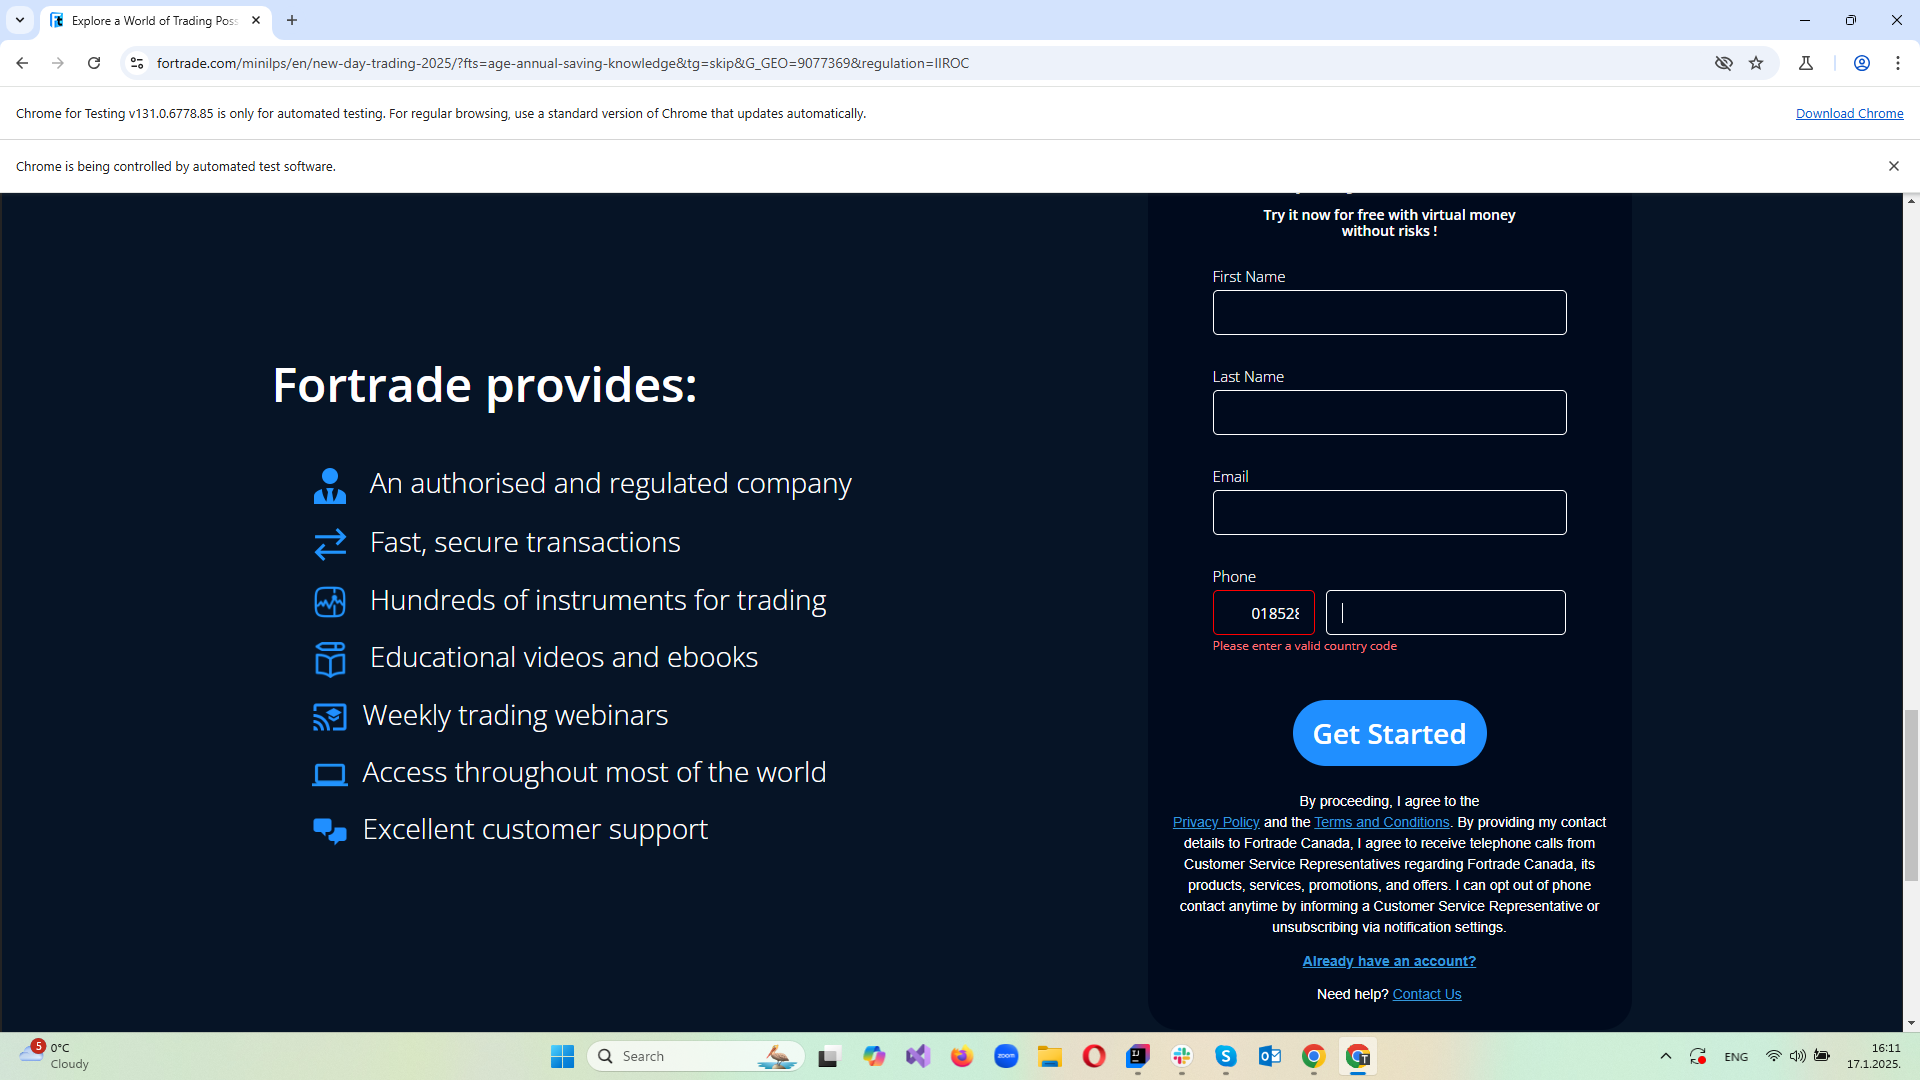 Explore a World of Trading Poss
fortrade.com/minilps/en/new-day-trading-2025/?fts=age-annual-saving-knowledge&tg=skip&G_GEO=9077369&regulation=IIROC
Chrome for Testing v131.0.6778.85 is only for automated testing. For regular browsing, use a standard version of Chrome that updates automatically.
Download Chrome
Chrome is being controlled by automated test software.
Try it now for free with virtual money
without risks !
First Name
Last Name
Email
Phone
01852
Please enter a valid country code
Get Started
By proceeding, I agree to the
Privacy Policy and the Terms and Conditions. By providing my contact
details to Fortrade Canada, I agree to receive telephone calls from
Customer Service Representatives regarding Fortrade Canada, its
products, services, promotions, and offers. I can opt out of phone
contact anytime by informing a Customer Service Representative or
unsubscribing via notification settings.
Already have an account?
Need help? Contact Us
Fortrade provides:
An authorised and regulated company
Fast, secure transactions
Hundreds of instruments for trading
Educational videos and ebooks
Weekly trading webinars
Access throughout most of the world
Excellent customer support
5
0°C
Cloudy
Search
zoom
ENG
16:11
17.1.2025.